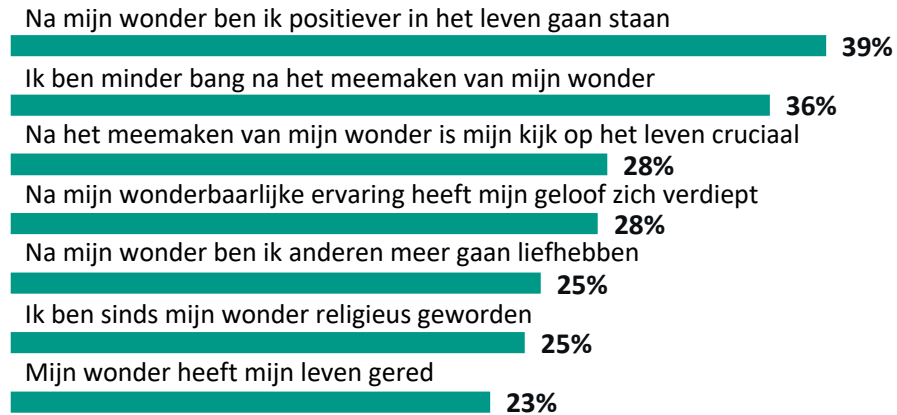 Na mijn wonder ben ik positiever in het leven gaan staan
39%
Ik ben minder bang na het meemaken van mijn wonder
36%
Na het meemaken van mijn wonder is mijn kijk op het leven cruciaal
28%
Na mijn wonderbaarlijke ervaring heeft mijn geloof zich verdiept
28%
Na mijn wonder ben ik anderen meer gaan liefhebben
25%
Ik ben sinds mijn wonder religieus geworden
25%
Mijn wonder heeft mijn leven gered
23%